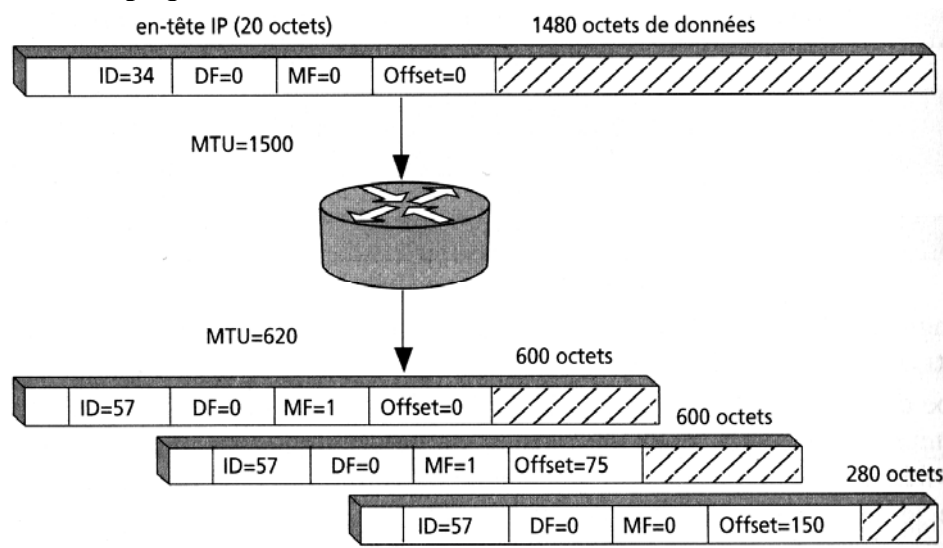 en-tête IP (20 octets) 1480 octets de données
ID=34 DF=0 MF=0 Offset=0
MTU=1500
MTU=620
600 octets
ID=57 DF=0 MF=1 Offset=0
600 octets
ID=57 DF=0 MF=1 Offset=75
280 octets
ID=57 DF=0 MF=0 Offset=150